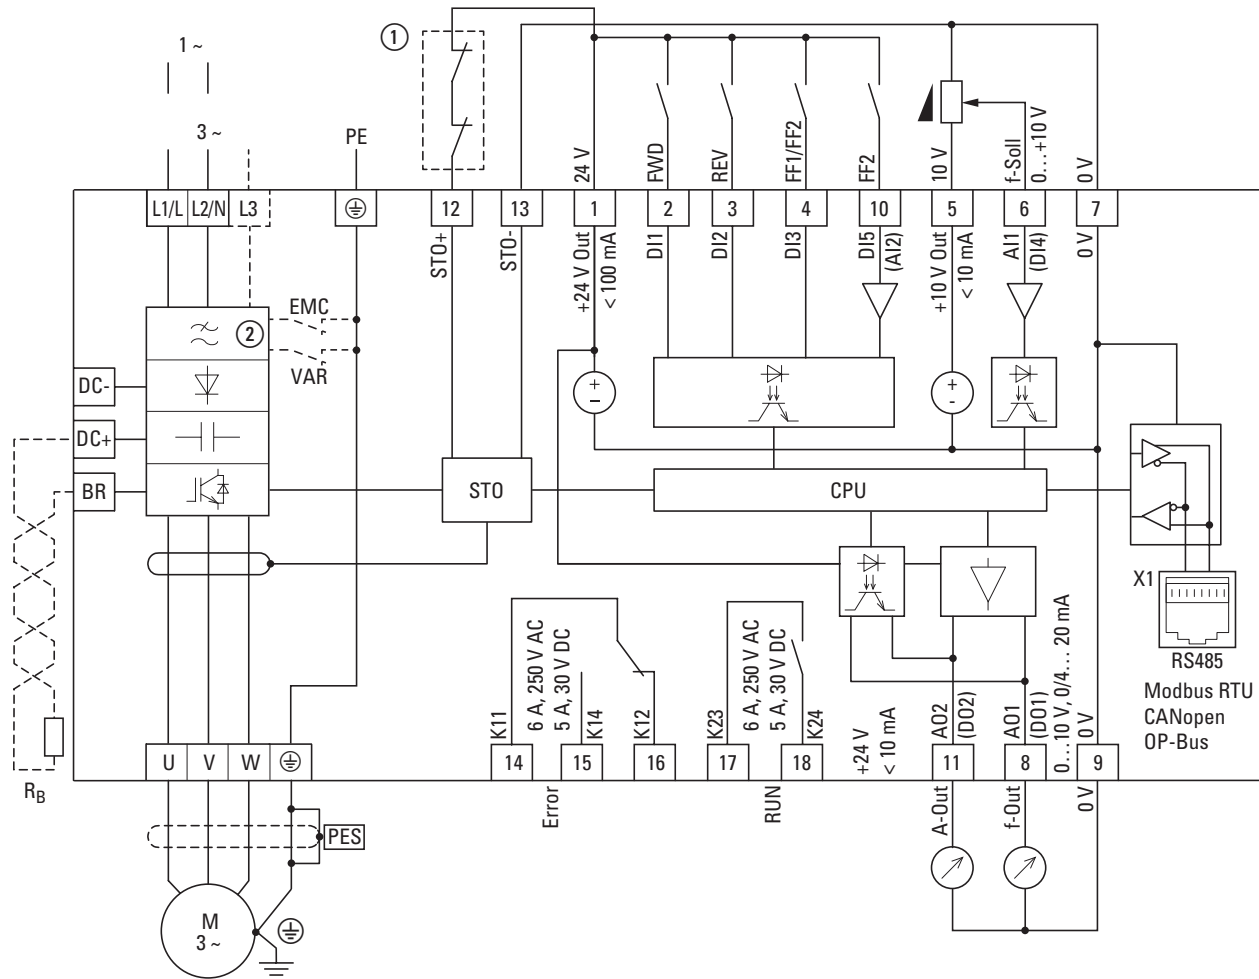 1 ~
3 ~
PE
1
24 V
FWD
REV
FF1/FF2
FF2
10 V
f-Soll
0…+10 V
0 V
L1/L
L2/N
L3
12
13
1
2
3
4
10
5
6
7
STO+
STO-
+24 V Out
< 100 mA
DI1
DI2
DI3
DI5
(AI2)
+10 V Out
< 10 mA
AI1
(DI4)
0 V
2
EMC
VAR
+
–
+
-
DC-
DC+
BR
STO
CPU
X1
RS485
Modbus RTU
CANopen
OP-Bus
K11
6 A, 250 V AC
5 A, 30 V DC
K14
K12
K23
6 A, 250 V AC
5 A, 30 V DC
K24
+24 V
< 10 mA
AO2
(DO2)
AO1
(DO1)
0…10 V, 0/4… 20 mA
0 V
U
V
W
14
15
16
17
18
11
8
9
RB
Error
RUN
A-Out
f-Out
0 V
PES
M
3 ~